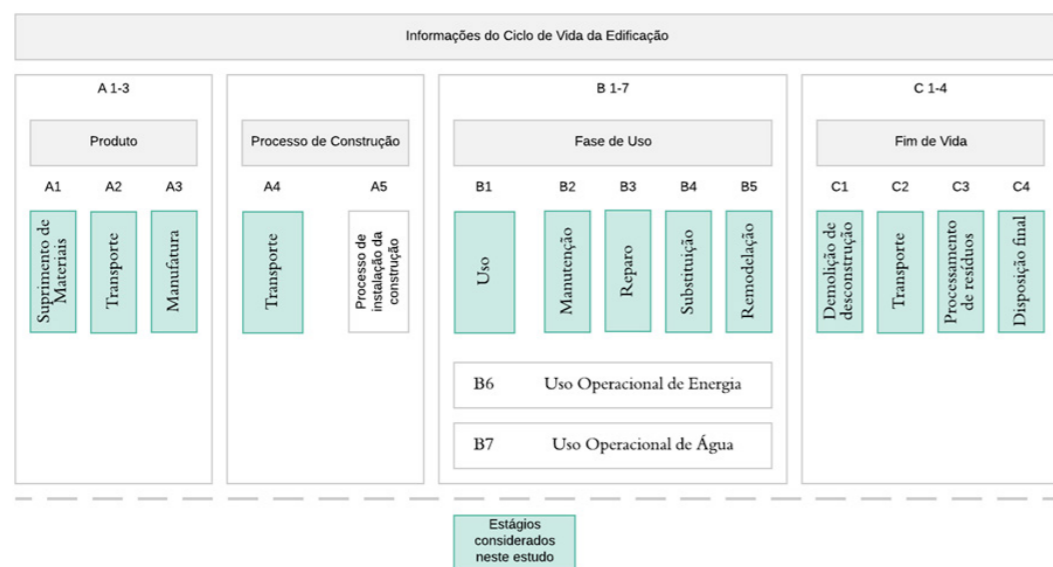 Informações do Ciclo de Vida da Edificação
A 1-3
B 1-7
C 1-4
Produto
Processo de Construção
Fase de Uso
Fim de Vida
A1
A2
A3
A4
A5
B1
B2
B3
B4
B5
C1
C2
C3
C4
Suprimento de
Materiais
Transporte
Manufatura
Transporte
Processo de
instalação da
construção
Uso
Manutenção
Reparo
Substituição
Remodelação
Demolição de
desconstrução
Transporte
Processamento
de resíduos
Disposição final
B6 Uso Operacional de Energia
B7 Uso Operacional de Água
Estágios
considerados
neste estudo